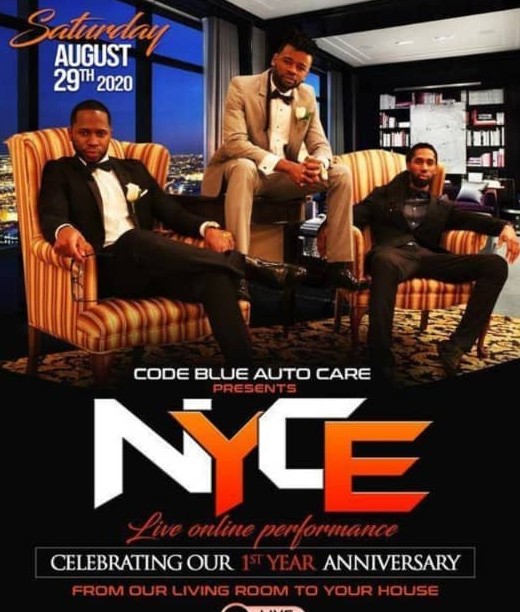 Saturday
AUGUST
29TH 2020
CODE BLUE AUTO CARE
PRESENTS
NYCE
Live online performance
CELEBRATING OUR 1ST YEAR ANNIVERSARY
FROM OUR LIVING ROOM TO YOUR HOUSE
LIVE